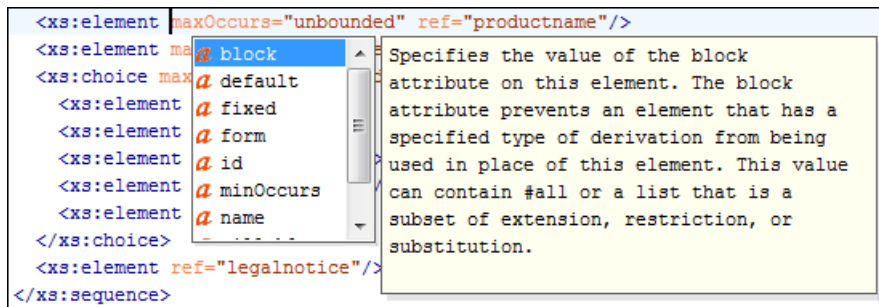 <xs:element maxOccurs="unbounded" ref="productname"/>
<xs:element ma
<xs:choice max
<xs:element
<xs:element
<xs:element
<xs:element
<xs:element
</xs:choice>
<xs:element ref="legalnotice"/>
</xs:sequence>
a block
a default
a fixed
a form
a id
a minOccurs
a name
Specifies the value of the block
attribute on this element. The block
attribute prevents an element that has a
specified type of derivation from being
used in place of this element. This value
can contain #all or a list that is a
subset of extension, restriction, or
substitution.